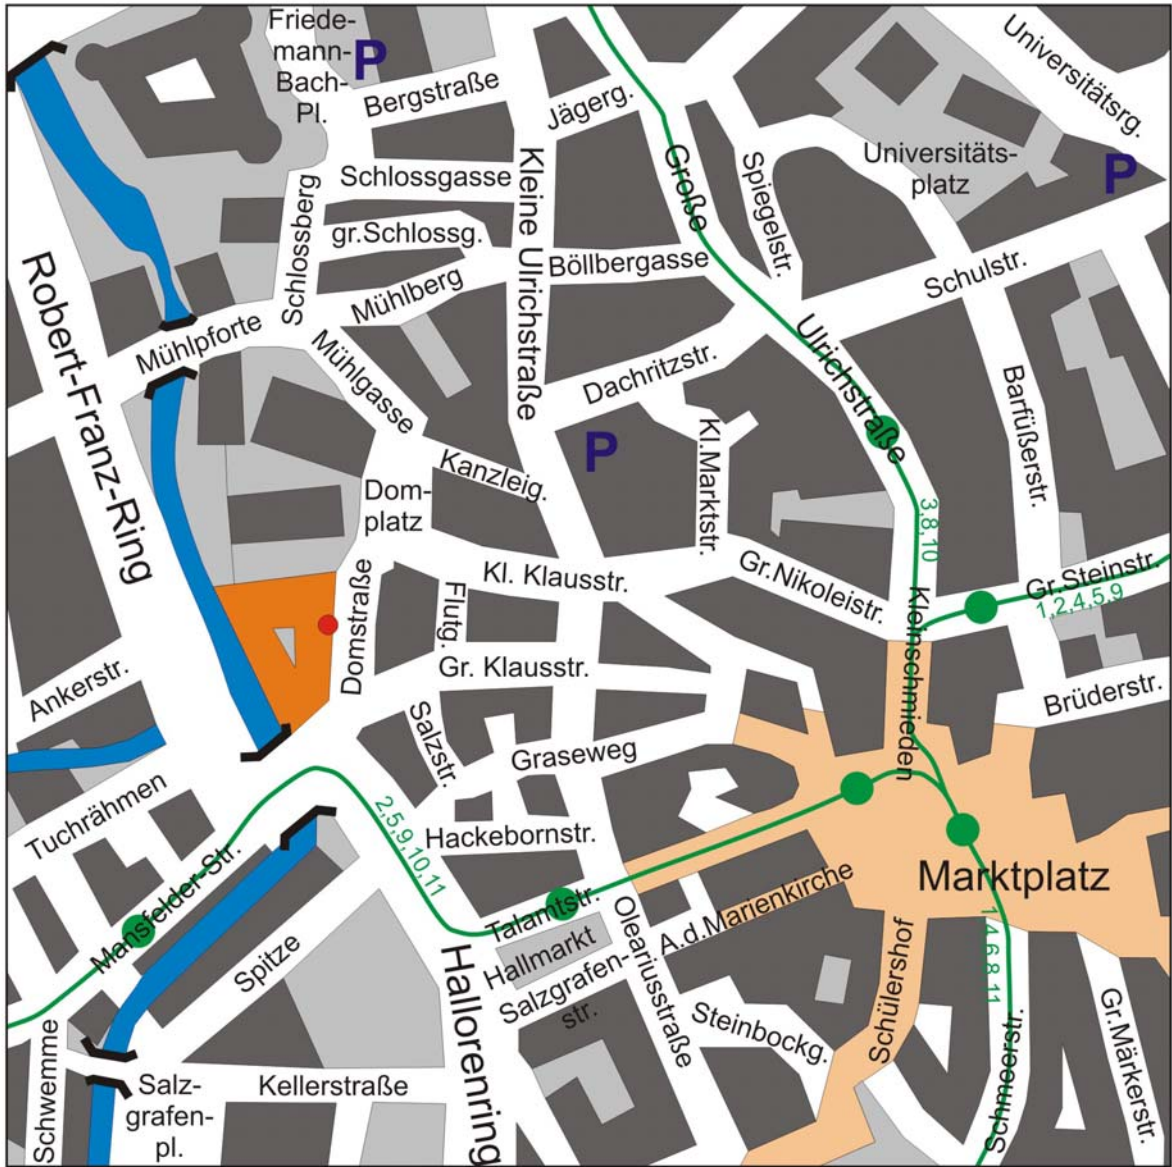 Friede-
mann-
Bach-
Pl.
P
Bergstraße
Jägerg.
Universitätsrg.
Universitäts-
platz
P
Schlossgasse
Kleine Ulrichstraße
Große
Spiegelstr.
Schlossberg
gr.Schlossg.
Böllbergasse
Schulstr.
Mühlberg
Robert-Franz-Ring
Mühlpforte
Mühlgasse
Ulrichstraße
Dachritzstr.
Barfüßerstr.
Kl.Marktstr.
P
Kanzleig.
Dom-
platz
3,8,10
Gr.Nikoleistr.
Gr.Steinstr.
1,2,4,5,9
Kl. Klausstr.
Flutg.
Domstraße
Kleinschmieden
Gr. Klausstr.
Ankerstr.
Brüderstr.
Salzstr.
Graseweg
Tuchrähmen
2,5,9,10,11
Hackebornstr.
Marktplatz
Mansfelder-Str.
Talamtstr.
Oleariusstraße
A.d.Marienkirche
1,4,6,8,11
Hallmarkt
Spitze
Hallorenring
Salzgrafen-
str.
Schülershof
Steinbockg.
Gr.Märkerstr.
Schmeerstr.
Schwemme
Salz-
grafen-
pl.
Kellerstraße